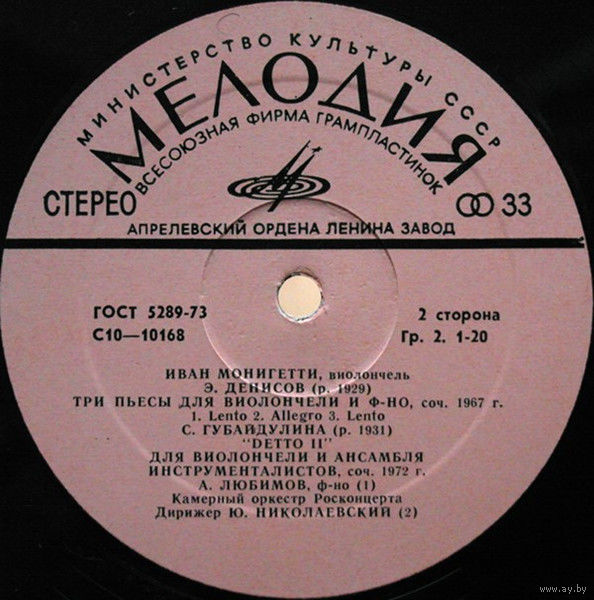 МИНИСТЕРСТВО КУЛЬТУРЫ СССР
МЕЛОДИЯ
ВСЕСОЮЗНАЯ ФИРМА ГРАМПЛАСТИНОК
СТЕРЕО
33
АПРЕЛЕВСКИЙ ОРДЕНА ЛЕНИНА ЗАВОД
ГОСТ 5289-73
С10—10168
2 сторона
Гр. 2. 1-20
ИВАН МОНИГЕТТИ, виолончель
Э. ДЕНИСОВ (р. 1929)
ТРИ ПЬЕСЫ ДЛЯ ВИОЛОНЧЕЛИ И Ф-НО, соч. 1967 г.
1. Lento 2. Allegro 3. Lento
С. ГУБАЙДУЛИНА (р. 1931)
"DETTO II"
ДЛЯ ВИОЛОНЧЕЛИ И АНСАМБЛЯ
ИНСТРУМЕНТАЛИСТОВ, соч. 1972 г.
А. ЛЮБИМОВ, ф-но (1)
Камерный оркестр Росконцерта
Дирижер Ю. НИКОЛАЕВСКИЙ (2)
www.ay.by